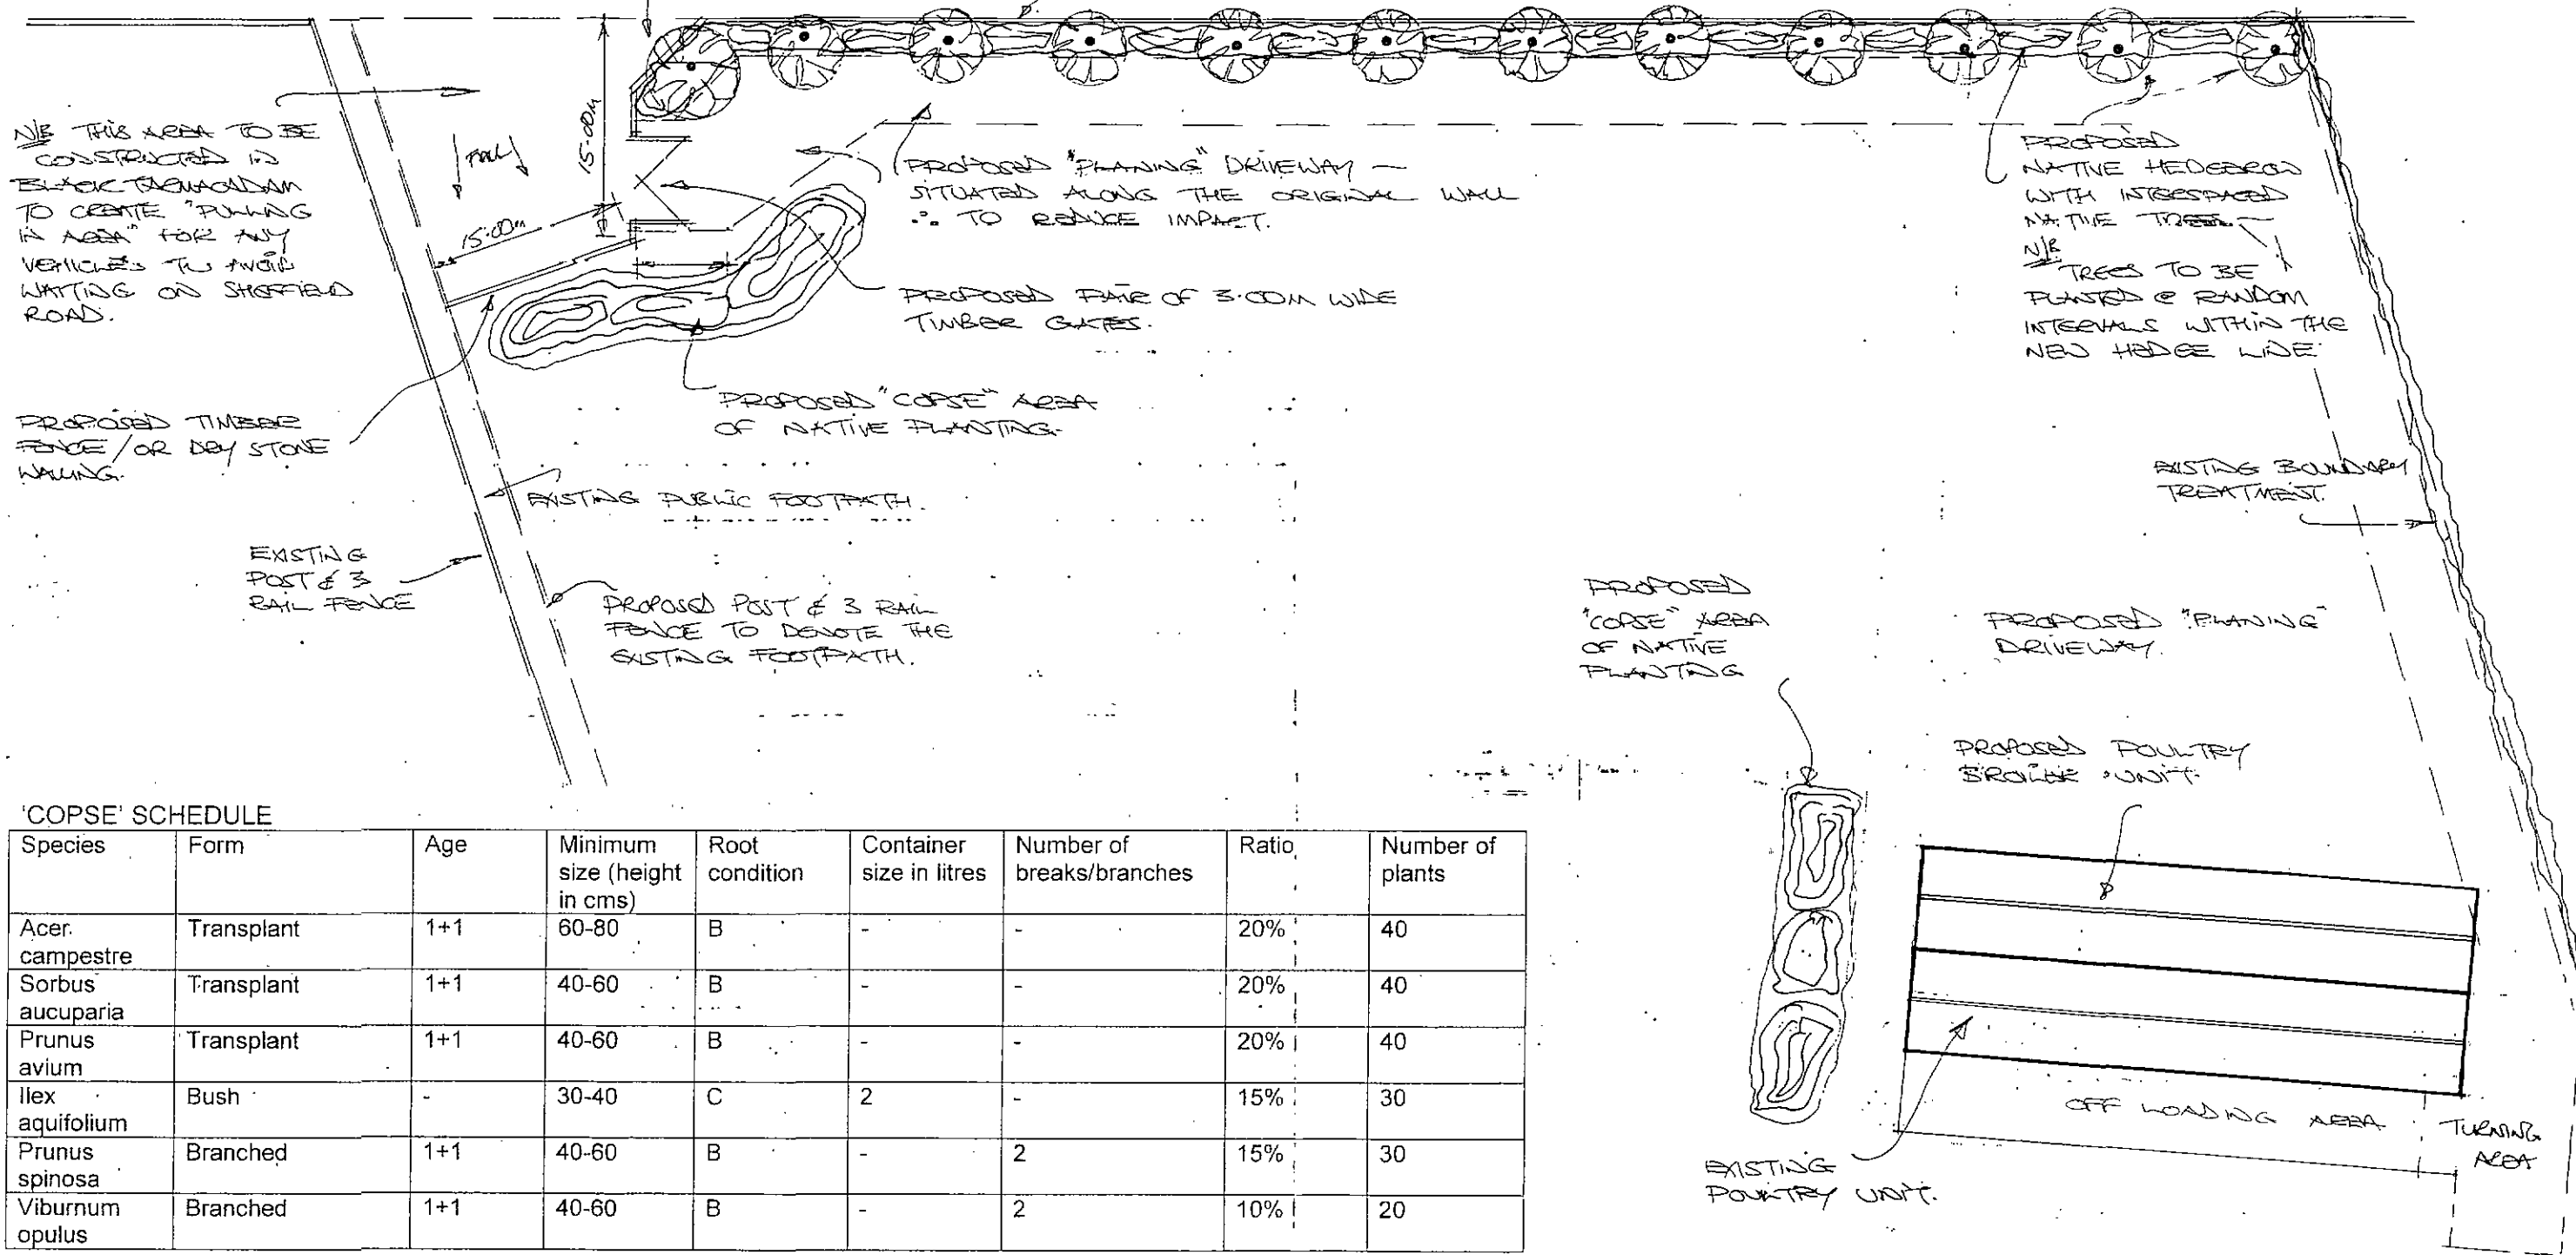 N/B THIS AREA TO BE
CONSTRUCTED IN
BLACK TARMACADAM
TO CREATE "PULLING
IN AREA" FOR ANY
VEHICLES TO AVOID
WAITING ON SHEFFIELD
ROAD.
FALL
15.00m
15.00m
PROPOSED "PLANING" DRIVEWAY —
SITUATED ALONG THE ORIGINAL WALL
∴ TO REDUCE IMPACT.
PROPOSED PAIR OF 3.00M WIDE
TIMBER GATES.
PROPOSED
NATIVE HEDGEROW
WITH INTERSPACED
NATIVE TREES —
N/B
TREES TO BE
PLANTED @ RANDOM
INTERVALS WITHIN THE
NEW HEDGE LINE
PROPOSED "COPSE" AREA
OF NATIVE PLANTING.
PROPOSED TIMBER
FENCE/OR DRY STONE
WALLING.
EXISTING PUBLIC FOOTPATH.
EXISTING BOUNDARY
TREATMENT.
EXISTING
POST & 3
RAIL FENCE
PROPOSED POST & 3 RAIL
FENCE TO DENOTE THE
EXISTING FOOTPATH.
PROPOSED
"COPSE" AREA
OF NATIVE
PLANTING
PROPOSED "PLANING"
DRIVEWAY.
PROPOSED POULTRY
BROILER UNIT.
OFF LOADING AREA
TURNING
AREA
EXISTING
POULTRY UNIT.
'COPSE' SCHEDULE
Species Form Age Minimum size (height in cms) Root condition Container size in litres Number of breaks/branches Ratio Number of plants
Acer campestre Transplant 1+1 60-80 B - - 20% 40
Sorbus aucuparia Transplant 1+1 40-60 B - - 20% 40
Prunus avium Transplant 1+1 40-60 B - - 20% 40
Ilex aquifolium Bush - 30-40 C 2 - 15% 30
Prunus spinosa Branched 1+1 40-60 B - 2 15% 30
Viburnum opulus Branched 1+1 40-60 B - 2 10% 20